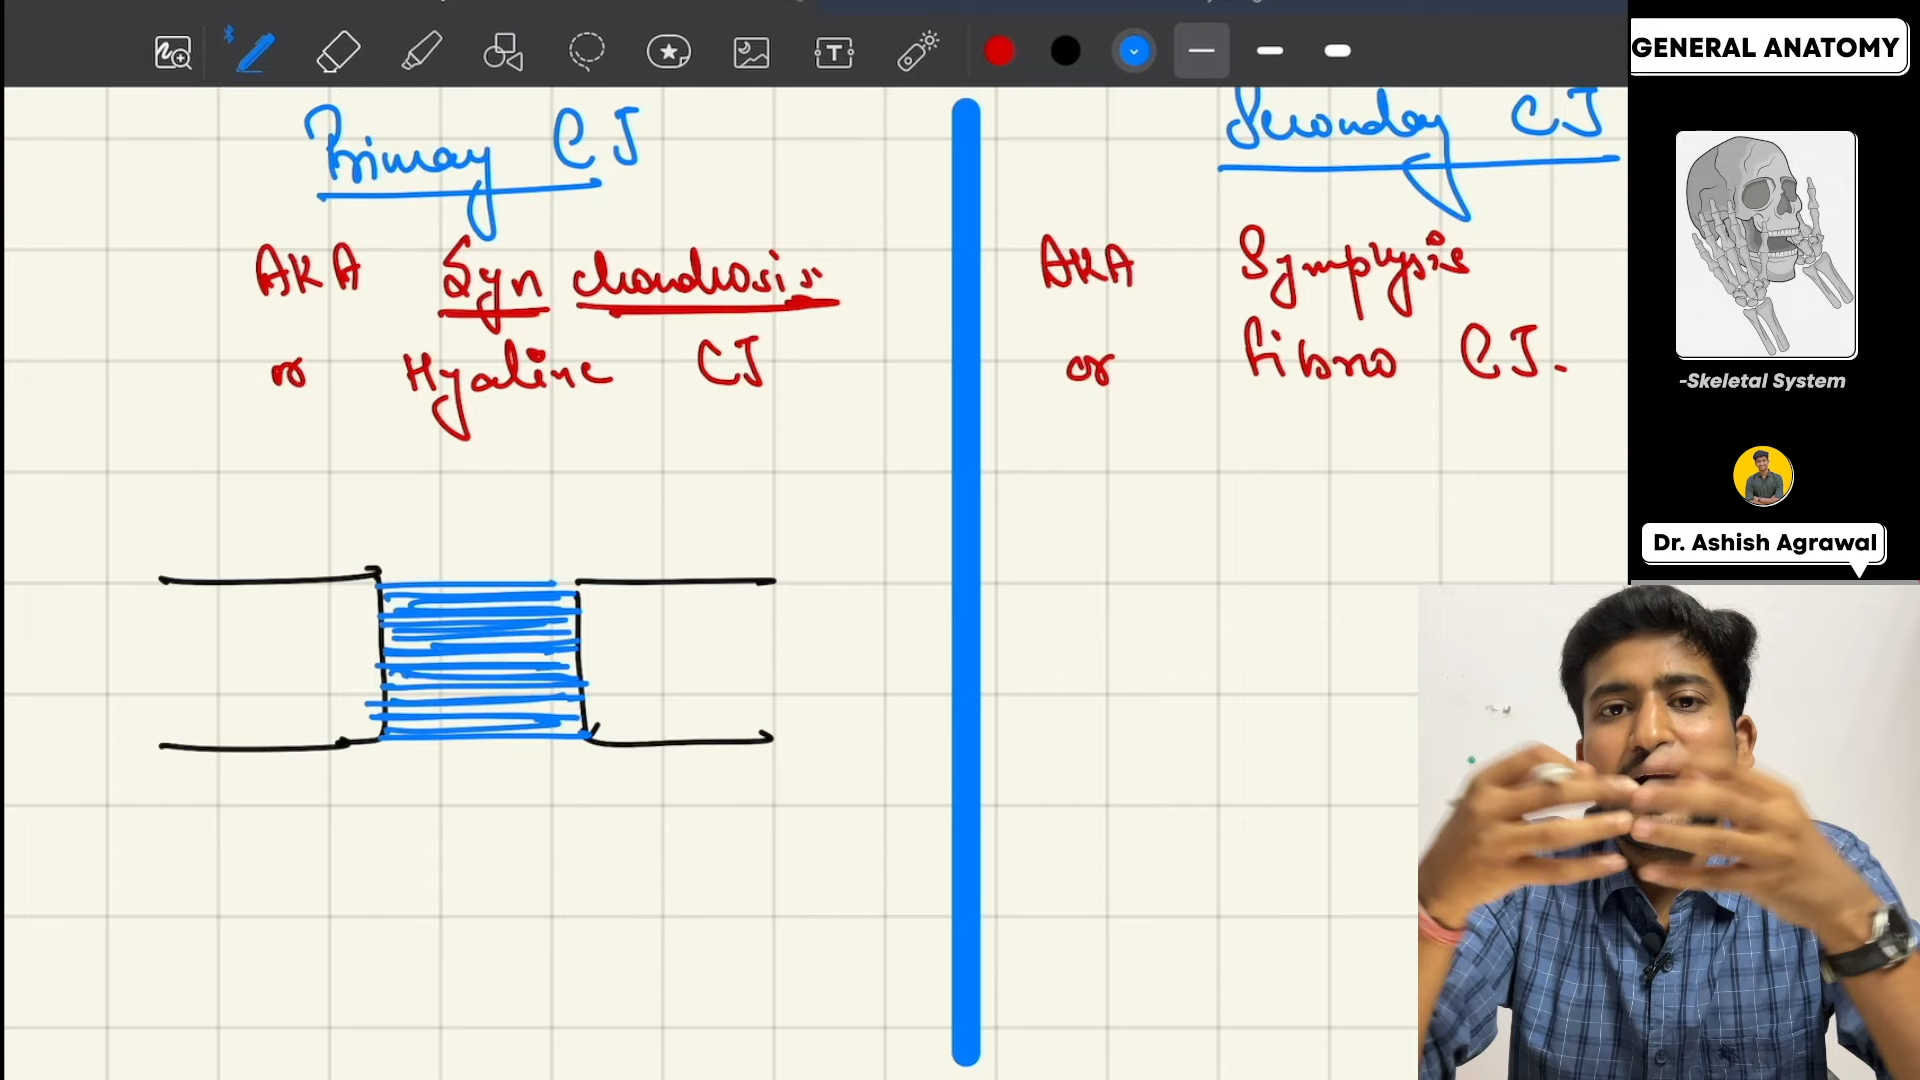 Primary CJ
AKA Synchondrosis
or Hyaline CJ
Seconday CJ
AKA Symphysis
or Fibro CJ.
T
GENERAL ANATOMY
-Skeletal System
Dr. Ashish Agrawal